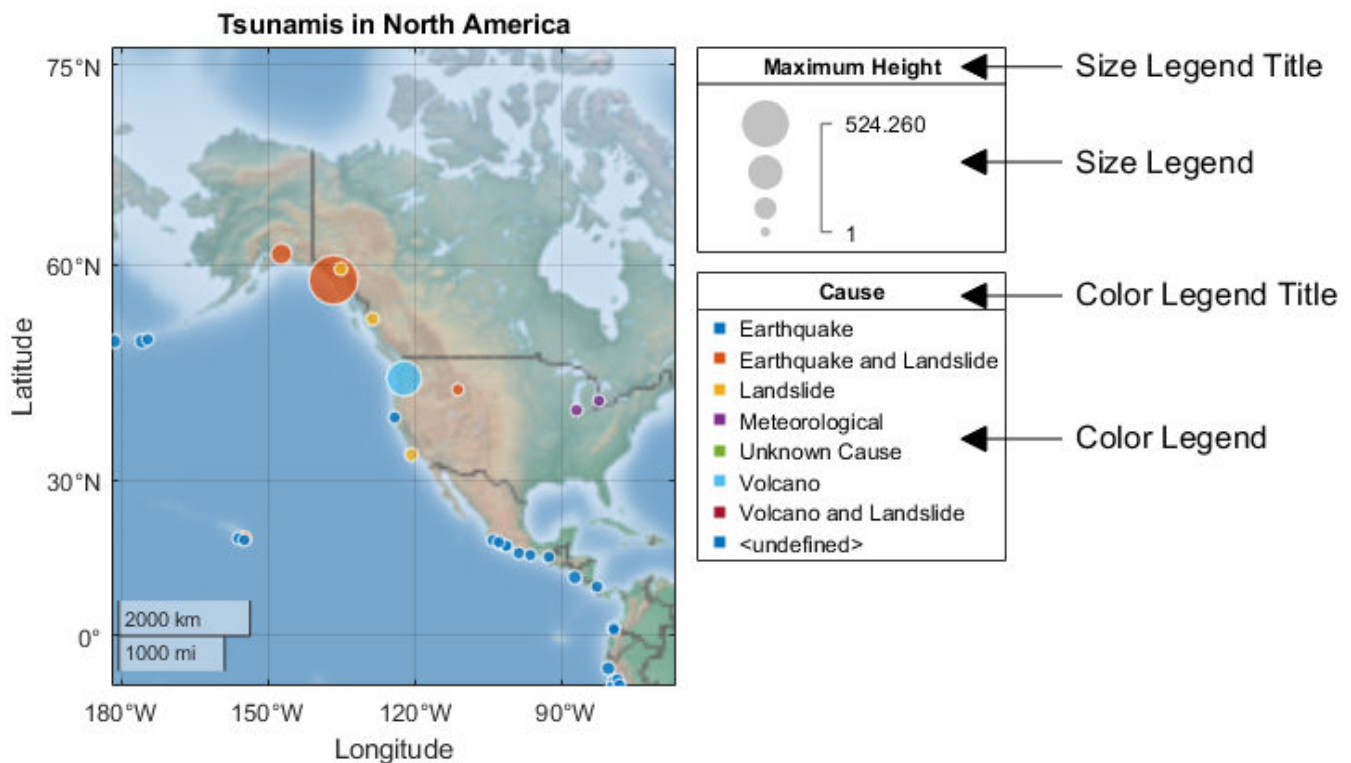 Tsunamis in North America
75°N
60°N
30°N
0°
Latitude
2000 km
1000 mi
180°W
150°W
120°W
90°W
Longitude
Maximum Height
524.260
1
Cause
Earthquake
Earthquake and Landslide
Landslide
Meteorological
Unknown Cause
Volcano
Volcano and Landslide
<undefined>
Size Legend Title
Size Legend
Color Legend Title
Color Legend